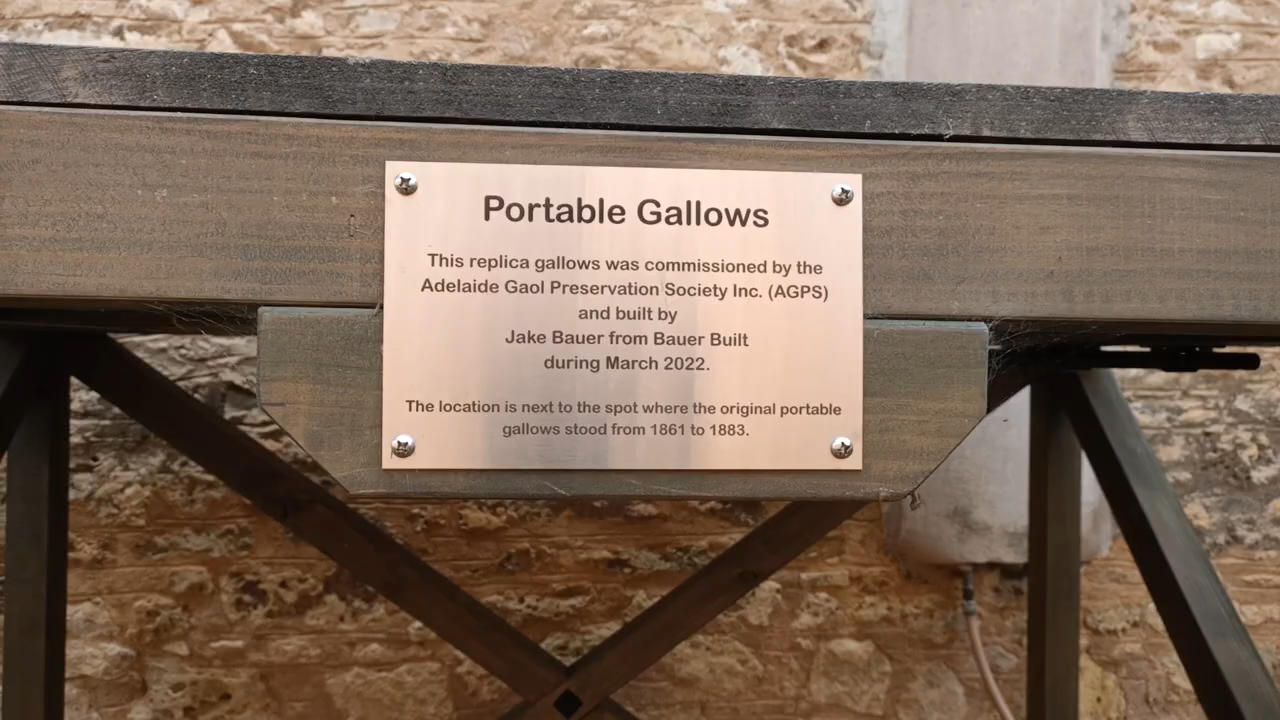 Portable Gallows
This replica gallows was commissioned by the
Adelaide Gaol Preservation Society Inc. (AGPS)
and built by
Jake Bauer from Bauer Built
during March 2022.
The location is next to the spot where the original portable
gallows stood from 1861 to 1883.